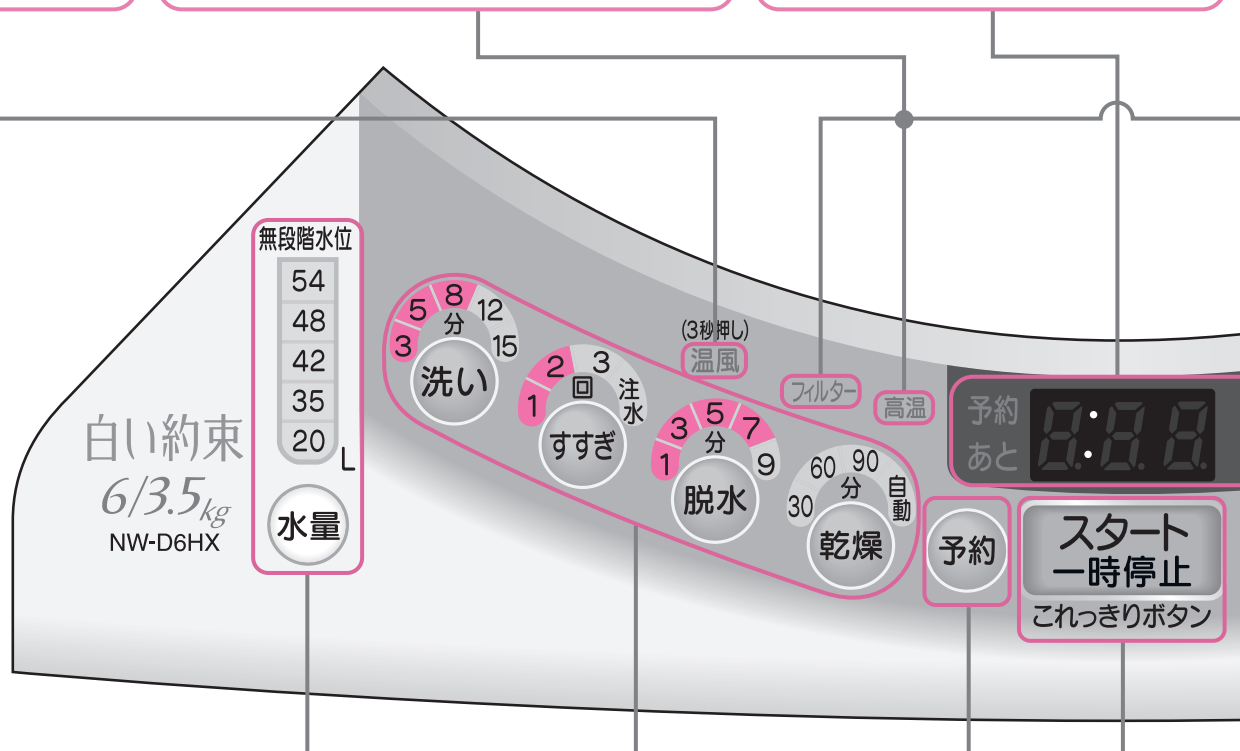 無段階水位
54
48
42
35
20
L
水量
白い約束
6/3.5kg
NW-D6HX
3
5
8
12
15
分
洗い
1
2
3
注水
回
すすぎ
(3秒押し)
温風
1
3
5
7
9
分
脱水
フィルター
高温
30
60
90
自動
分
乾燥
予約
あと
8:88
予約
スタート
一時停止
これっきりボタン